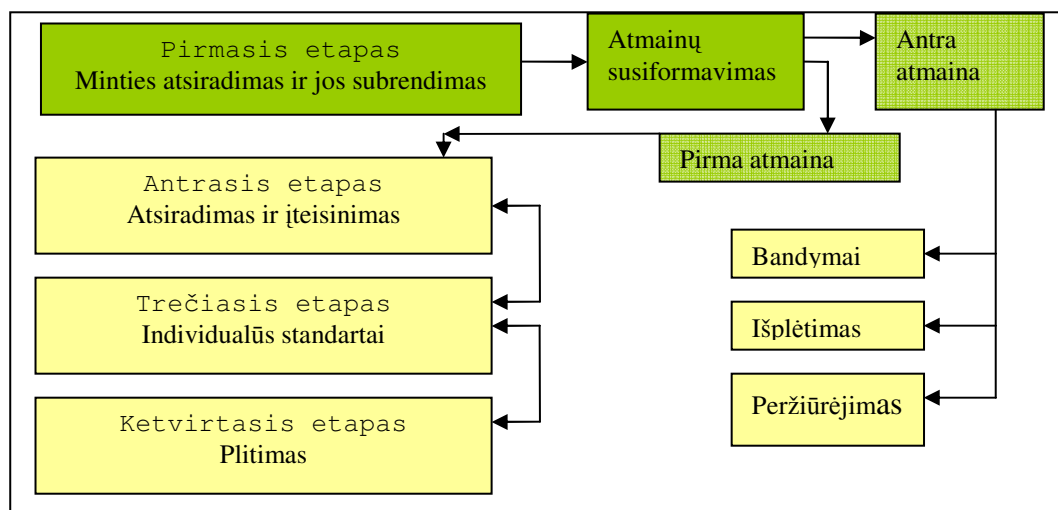 Pirmasis etapas
Minties atsiradimas ir jos subrendimas
Atmainų
susiformavimas
Antra
atmaina
Pirma atmaina
Antrasis etapas
Atsiradimas ir įteisinimas
Trečiasis etapas
Individualūs standartai
Ketvirtasis etapas
Plitimas
Bandymai
Išplėtimas
Peržiūrėjimas